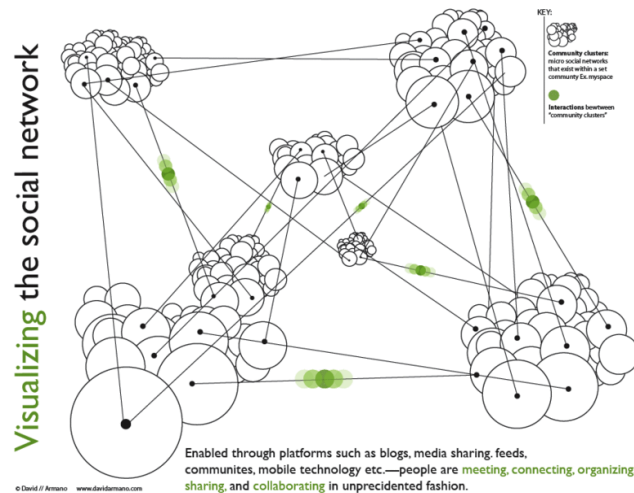 Visualizing the social network
KEY:
Community clusters:
micro social networks
that exist within a set
communty Ex. myspace
Interactions bewtween
"community clusters"
Enabled through platforms such as blogs, media sharing. feeds,
communites, mobile technology etc.—people are meeting, connecting, organizing
sharing, and collaborating in unprecidented fashion.
© David // Armano www.davidarmano.com